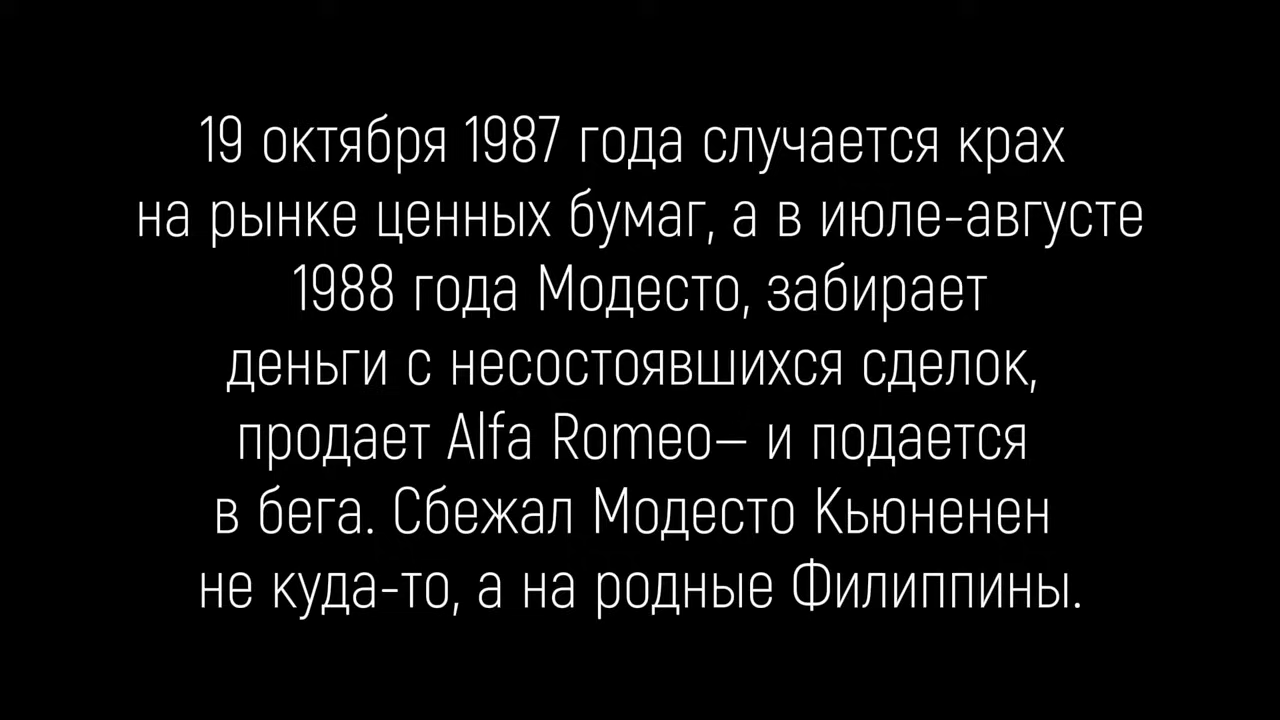 19 октября 1987 года случается крах
на рынке ценных бумаг, а в июле-августе
1988 года Модесто, забирает
деньги с несостоявшихся сделок,
продает Alfa Romeo— и подается
в бега. Сбежал Модесто Кьюненен
не куда-то, а на родные Филиппины.